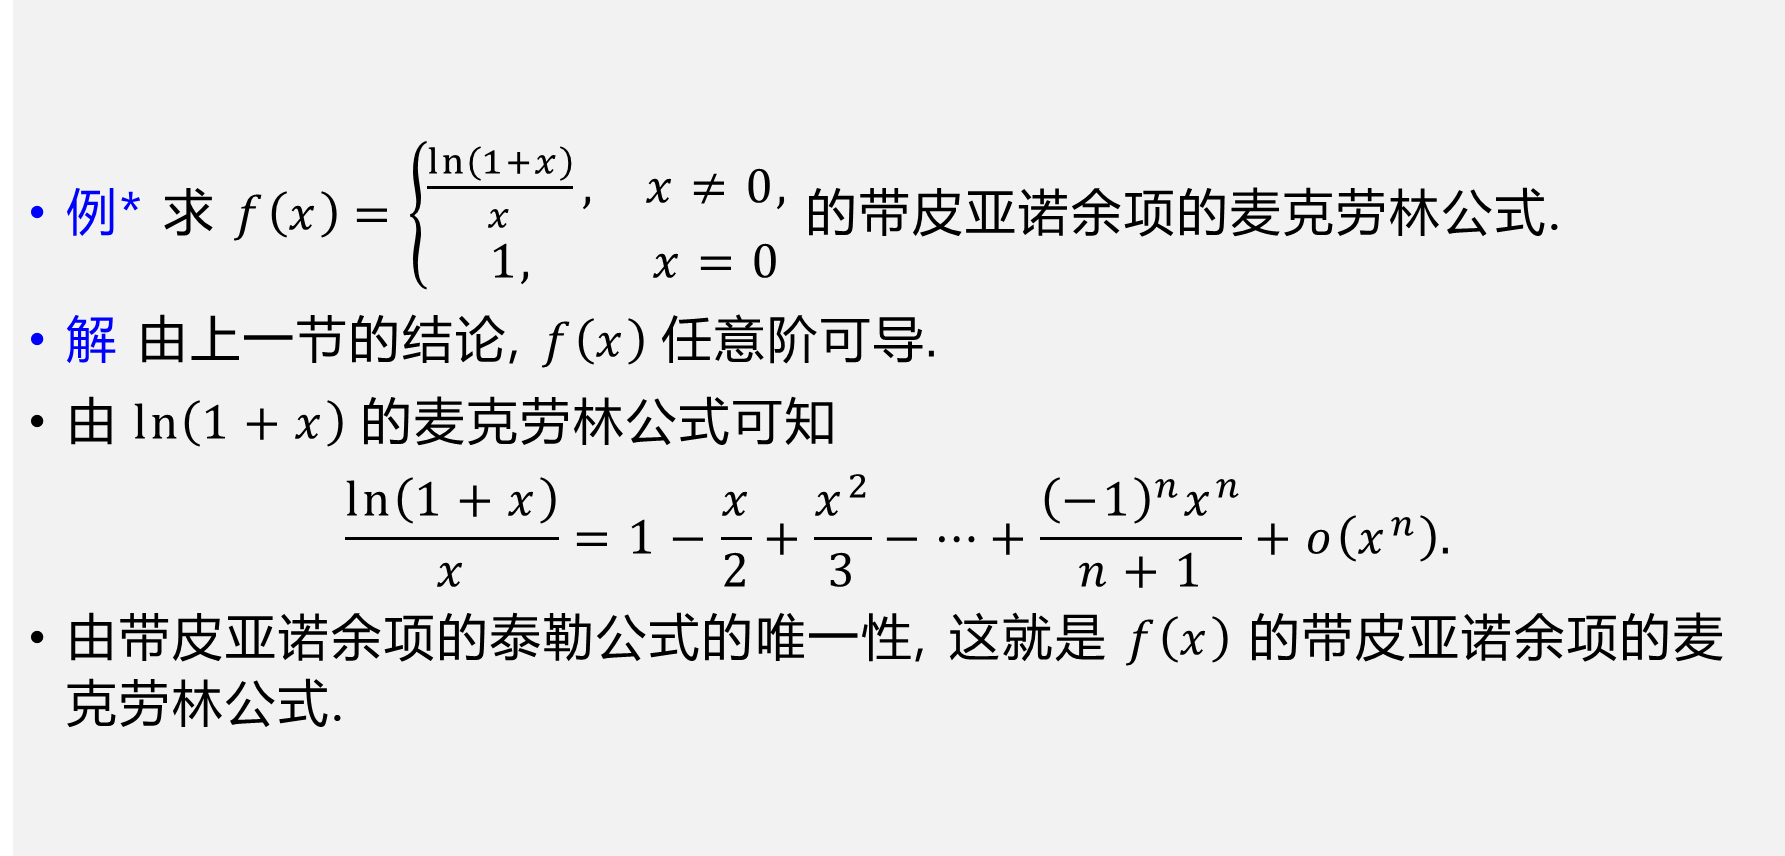 • 例* 求 f(x) = { ln(1+x)/x, x ≠ 0, 1, x = 0 的带皮亚诺余项的麦克劳林公式.
• 解 由上一节的结论, f(x) 任意阶可导.
• 由 ln(1 + x) 的麦克劳林公式可知
ln(1 + x)/x = 1 − x/2 + x²/3 − ⋯ + (−1)ⁿxⁿ/(n + 1) + o(xⁿ).
• 由带皮亚诺余项的泰勒公式的唯一性, 这就是 f(x) 的带皮亚诺余项的麦
克劳林公式.